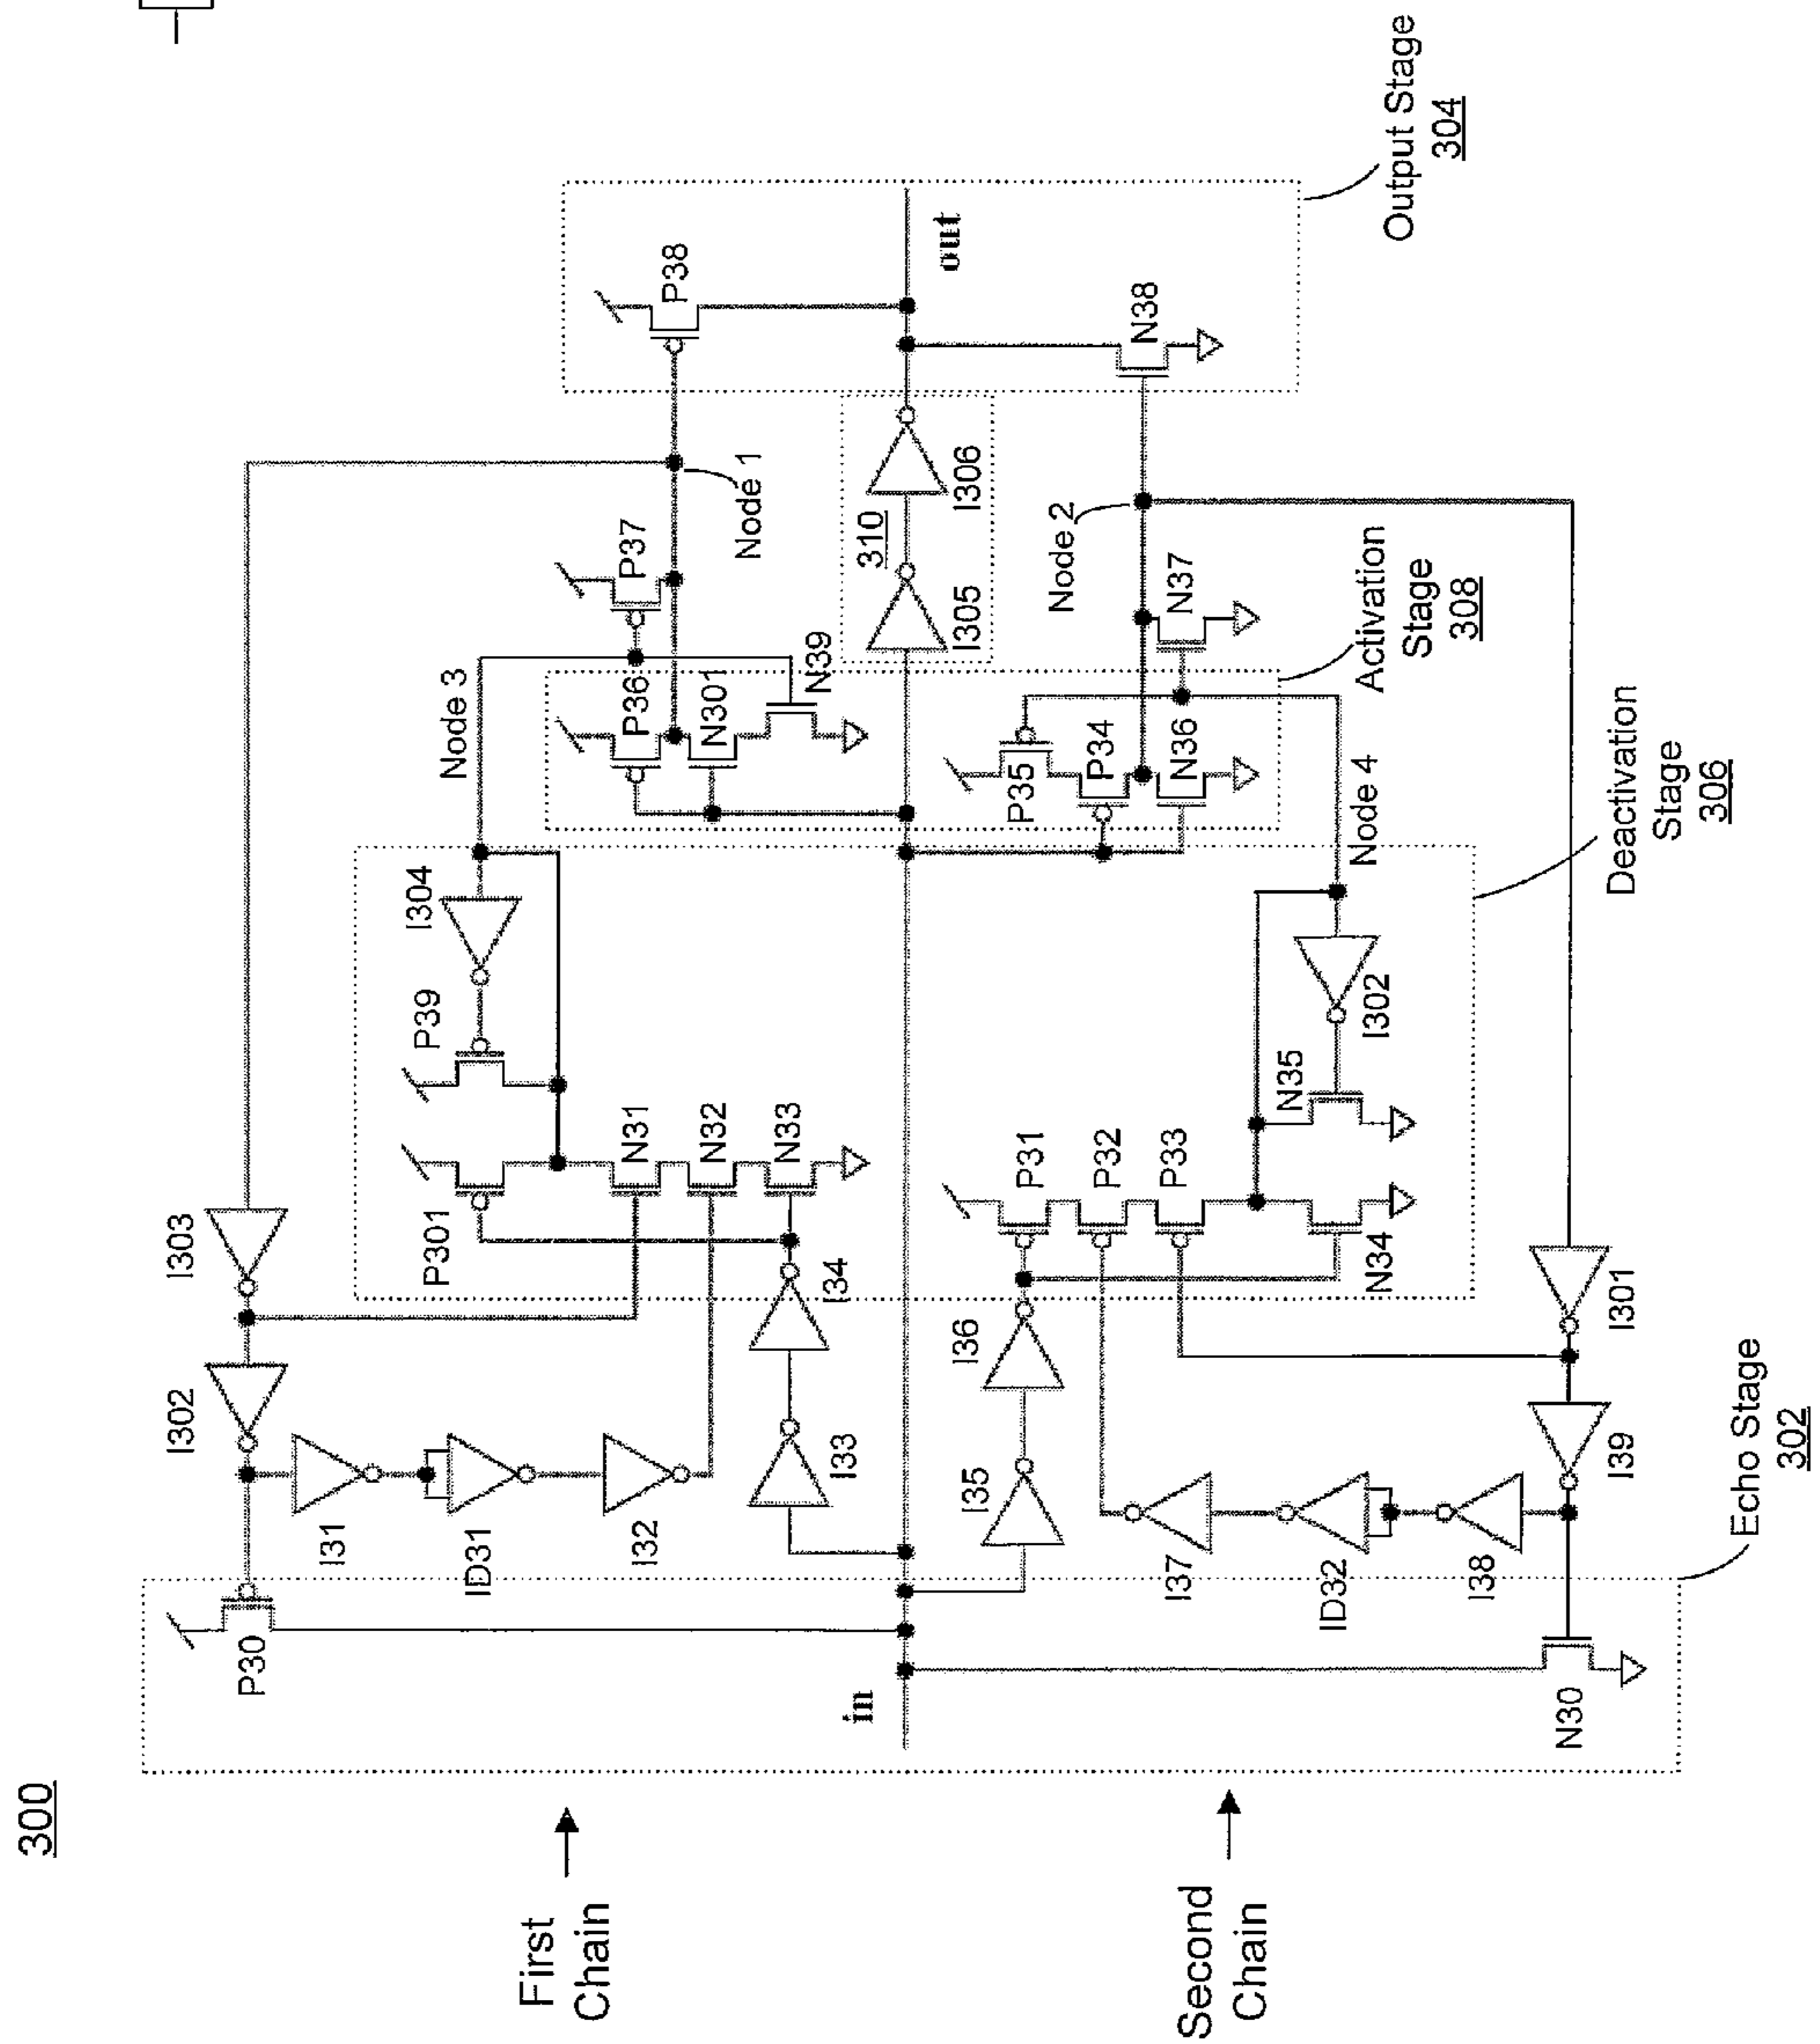 300
First
Chain
Second
Chain
in
P30
N30
Echo Stage
302
I302
I303
I31
ID31
I32
I33
I34
I35
I36
I37
ID32
I38
I39
I301
P301
P39
I304
N31
N32
N33
P31
P32
P33
N34
N35
I302
Deactivation
Stage
306
Node 3
Node 4
P36
N301
N39
P37
P35
P34
N36
N37
Activation
Stage
308
Node 1
Node 2
I305
310
I306
P38
N38
out
Output Stage
304